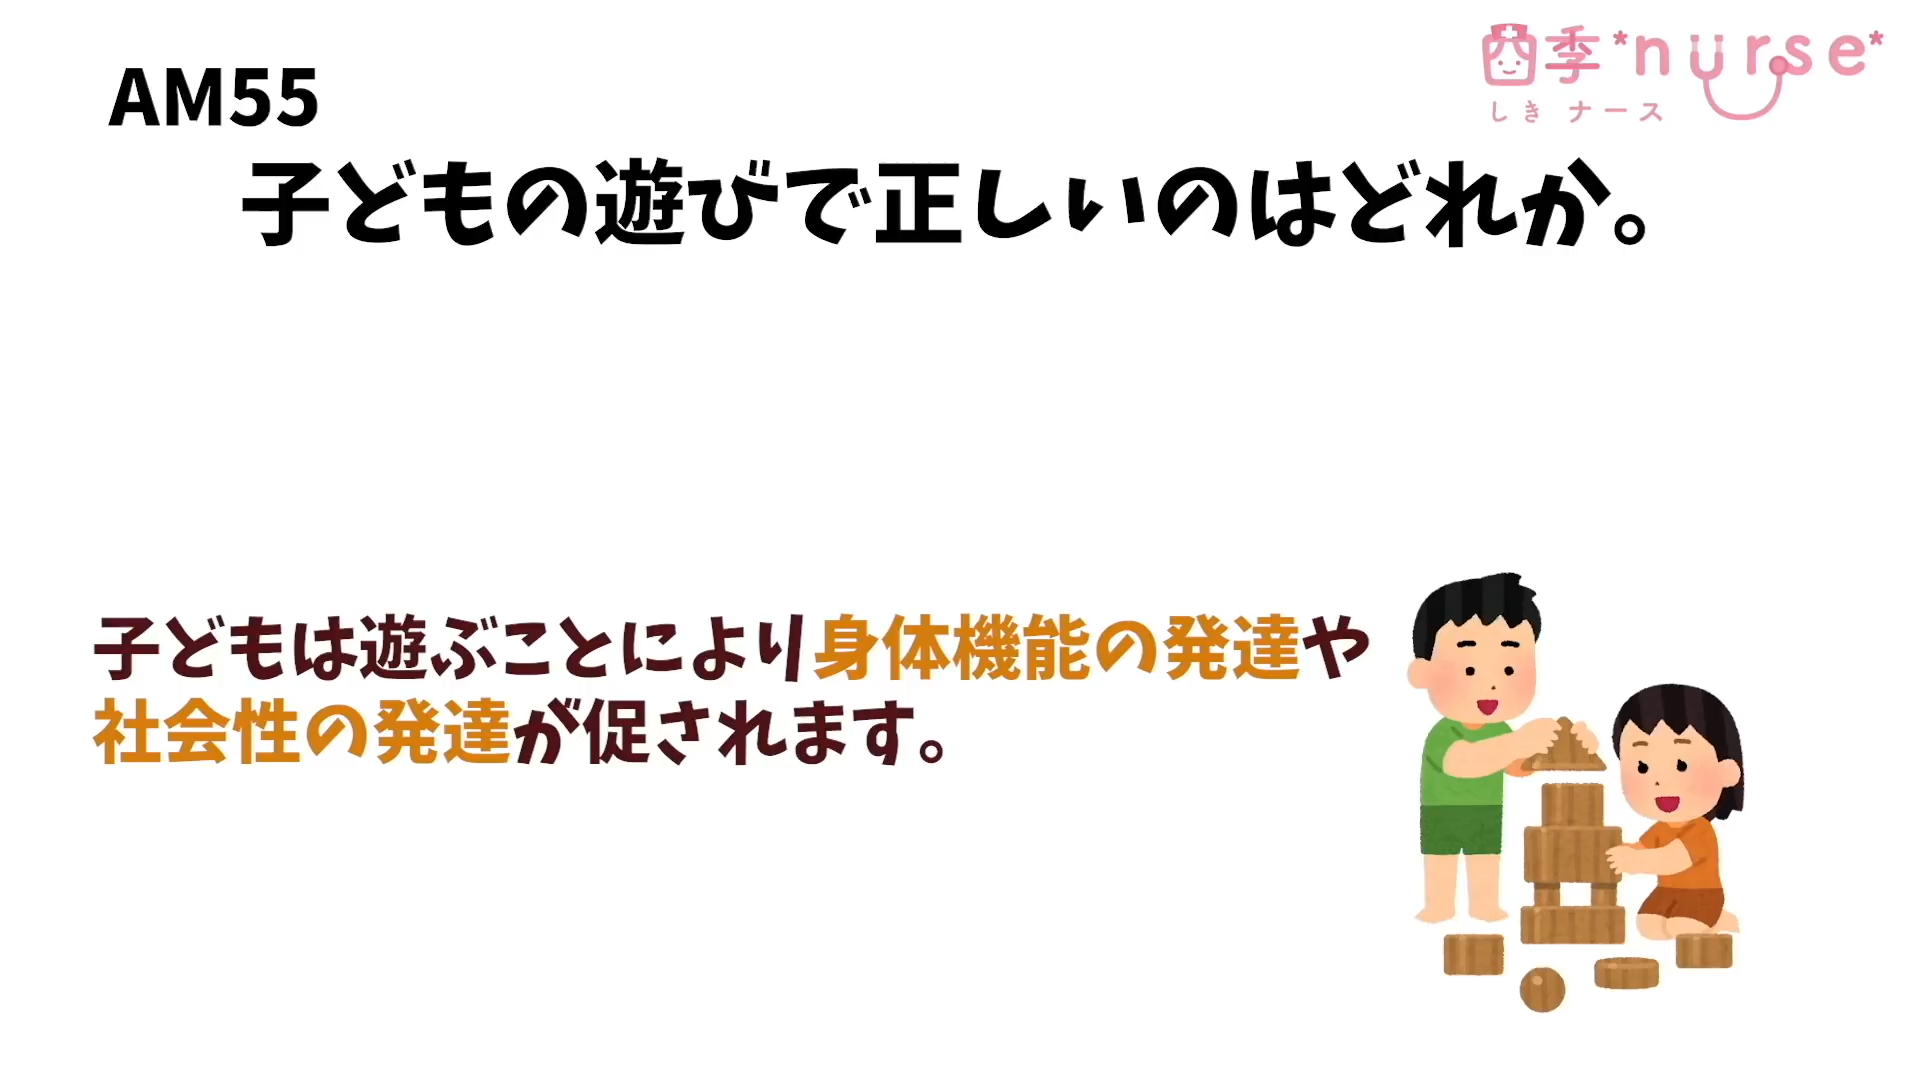 四季*nurse*
しき ナース
AM55
子どもの遊びで正しいのはどれか。
子どもは遊ぶことにより身体機能の発達や
社会性の発達が促されます。